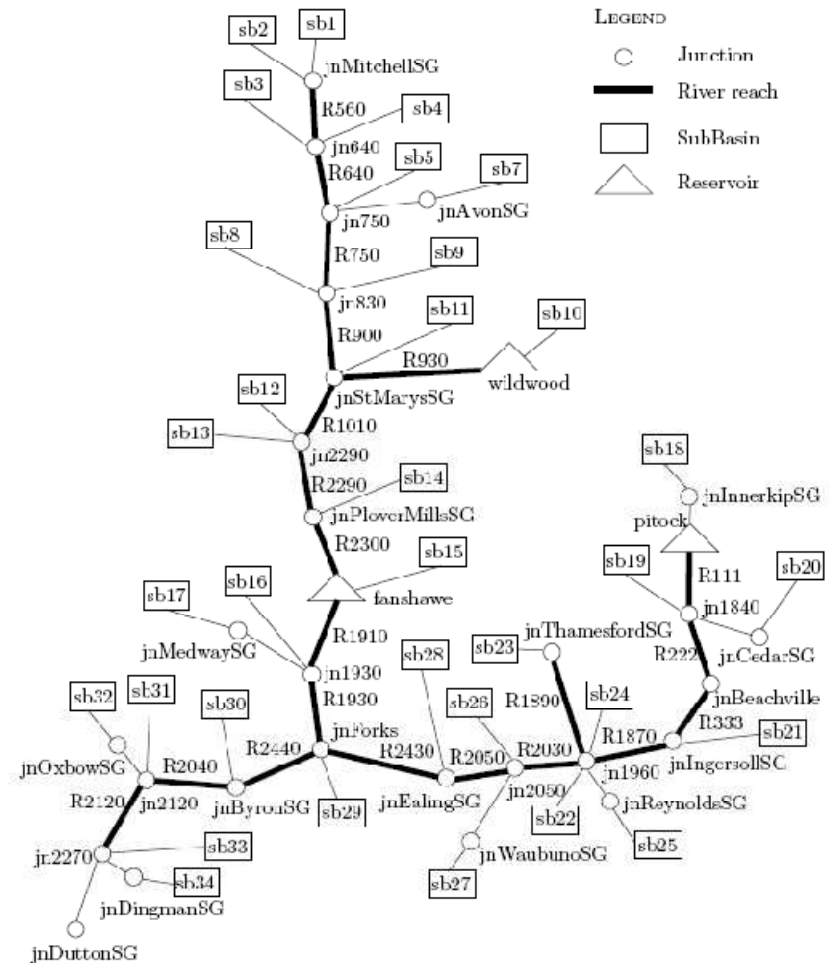 LEGEND
Junction
River reach
SubBasin
Reservoir
sb1
sb2
jnMitchellSG
sb3
R560
sb4
jn640
R640
sb5
sb7
jn750
jnAvonSG
sb8
R750
sb9
jn830
sb11
sb10
R900
R930
wildwood
jnStMarysSG
sb12
R1010
sb13
jn2290
sb18
R2290
sb14
jnInnerkipSG
jnPloverMillsSG
pitock
R2300
sb15
sb19
sb20
sb16
R111
sb17
fanshawe
jn1840
R1910
jnThamesfordSG
jnMedwaySG
sb23
jnCedarSG
sb28
R222
jn1930
sb31
sb24
jnBeachville
sb32
sb30
R1930
sb26
R1890
R333
jnForks
R1870
sb21
R2440
R2430
R2050
R2030
jnOxbowSG
R2040
jn1960
jnIngersollSG
R2120
jn2120
jnByronSG
jnEalingSG
jn2050
jnReynoldsSG
sb29
sb22
sb33
jn2270
jnWaubunoSG
sb25
sb34
sb27
jnDingmanSG
jnDuttonSG